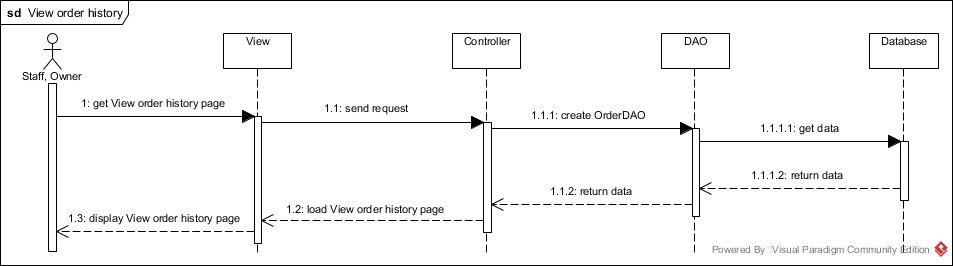 sd View order history
View
Controller
DAO
Database
Staff, Owner
1: get View order history page
1.1: send request
1.1.1: create OrderDAO
1.1.1.1: get data
1.1.1.2: return data
1.1.2: return data
1.2: load View order history page
1.3: display View order history page
Powered By Visual Paradigm Community Edition